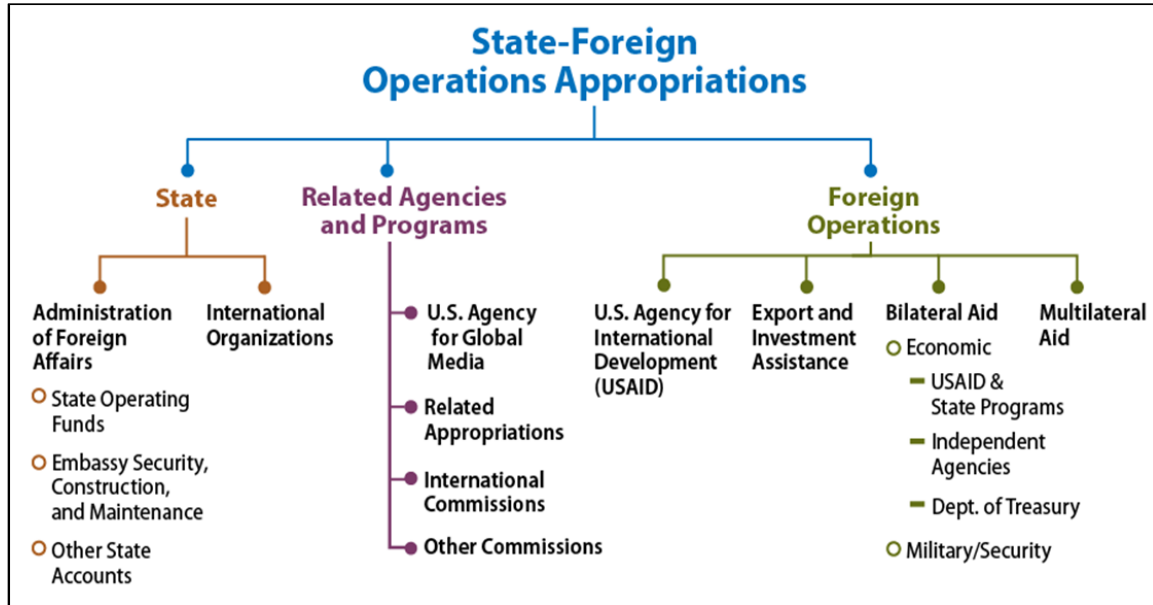 State-Foreign
Operations Appropriations
State
Related Agencies
and Programs
Foreign
Operations
Administration
of Foreign
Affairs
State Operating
Funds
Embassy Security,
Construction,
and Maintenance
Other State
Accounts
International
Organizations
U.S. Agency
for Global
Media
Related
Appropriations
International
Commissions
Other Commissions
U.S. Agency for
International
Development
(USAID)
Export and
Investment
Assistance
Bilateral Aid
Economic
USAID &
State Programs
Independent
Agencies
Dept. of Treasury
Military/Security
Multilateral
Aid